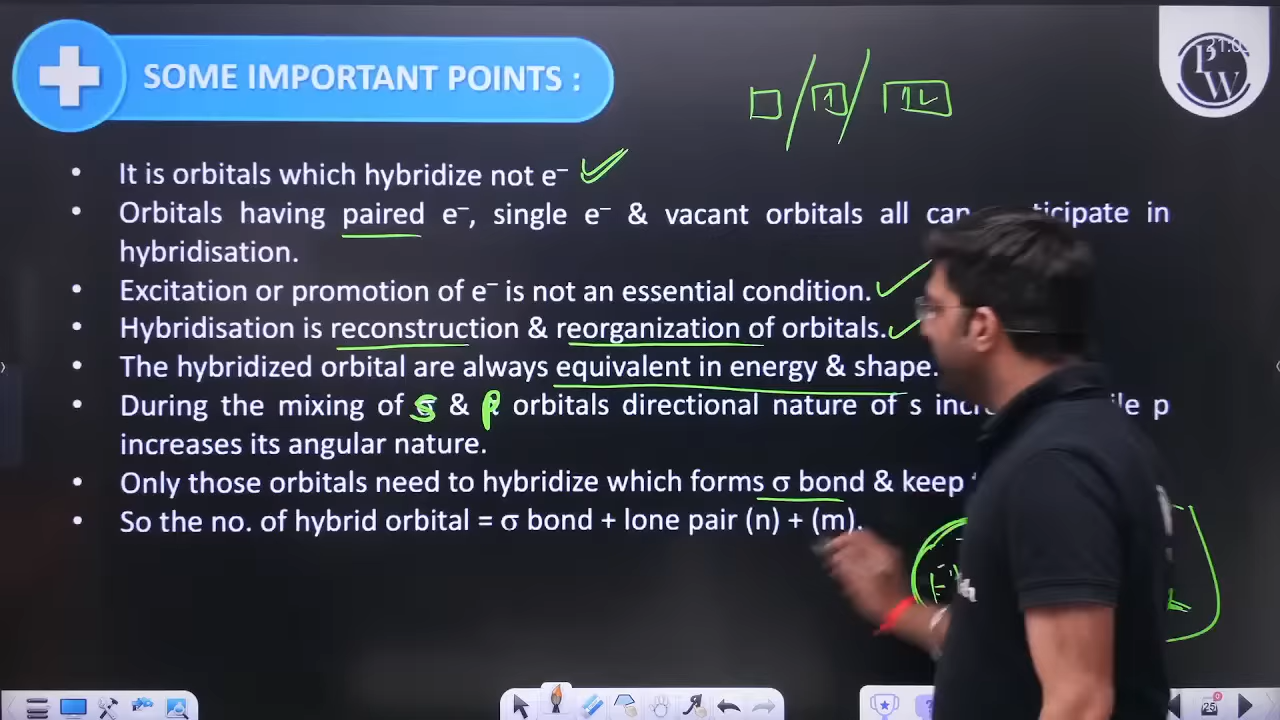 SOME IMPORTANT POINTS :
• It is orbitals which hybridize not e⁻
• Orbitals having paired e⁻, single e⁻ & vacant orbitals all can in
hybridisation.
• Excitation or promotion of e⁻ is not an essential condition.
• Hybridisation is reconstruction & reorganization of orbitals.
• The hybridized orbital are always equivalent in energy & shape.
• During the mixing of s & p orbitals directional nature of s p
increases its angular nature.
• Only those orbitals need to hybridize which forms σ bond & keep
• So the no. of hybrid orbital = σ bond + lone pair (n) + (m).
PW
25